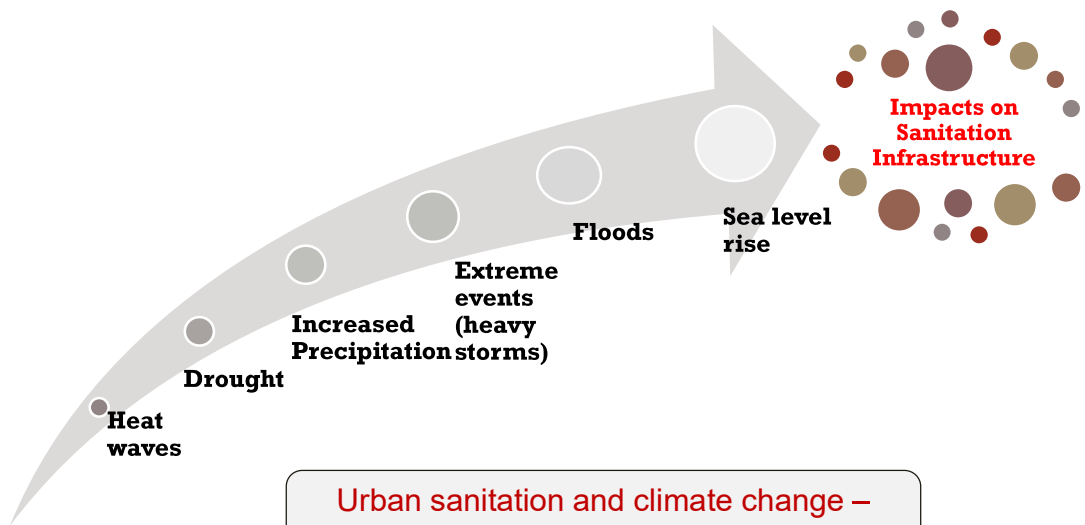 Impacts on
Sanitation
Infrastructure
Sea level
rise
Floods
Extreme
events
(heavy
storms)
Increased
Precipitation
Drought
Heat
waves
Urban sanitation and climate change –